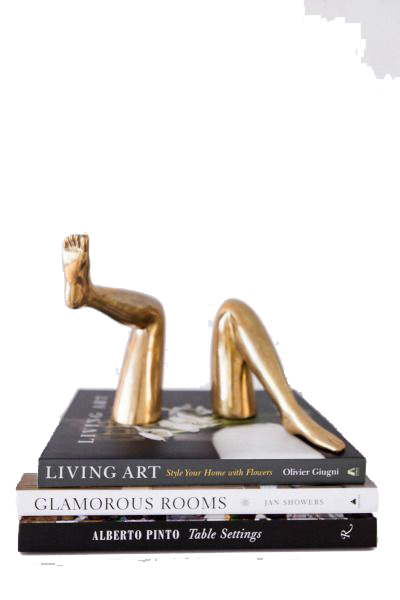 LIVING ART
LIVING ART Style Your Home with Flowers Olivier Giugni
GLAMOROUS ROOMS JAN SHOWERS
ALBERTO PINTO Table Settings R